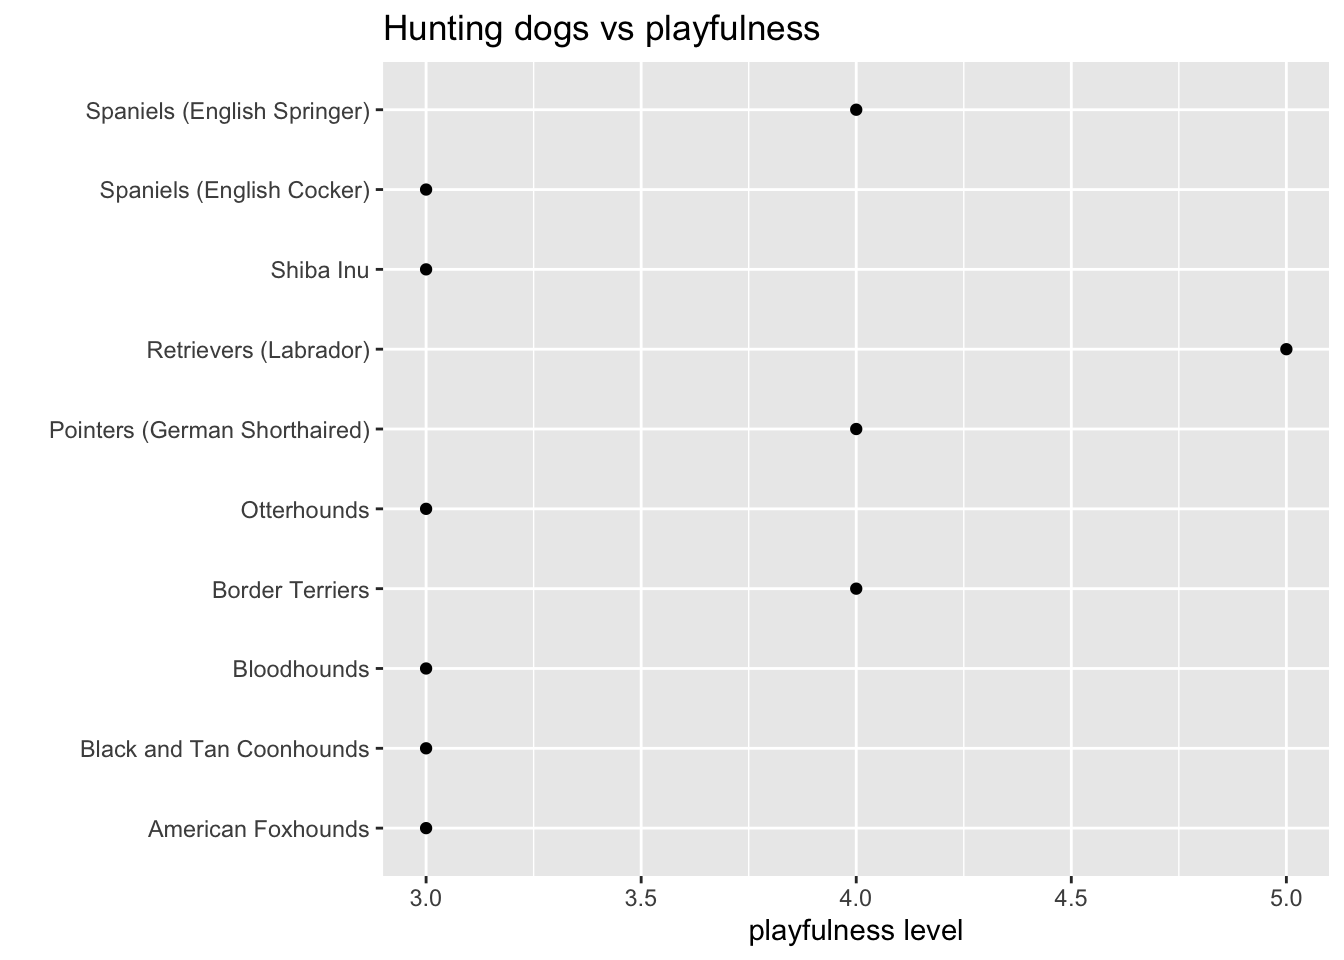 Hunting dogs vs playfulness
Spaniels (English Springer)
Spaniels (English Cocker)
Shiba Inu
Retrievers (Labrador)
Pointers (German Shorthaired)
Otterhounds
Border Terriers
Bloodhounds
Black and Tan Coonhounds
American Foxhounds
3.0 3.5 4.0 4.5 5.0
playfulness level